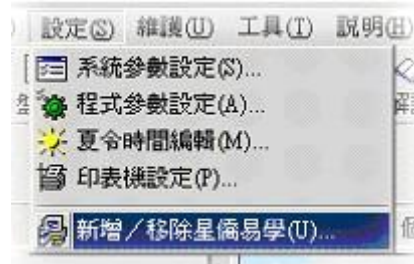 設定(S) 維護(U) 工具(T) 說明(H)
系統參數設定(S)...
程式參數設定(A)...
夏令時間編輯(M)...
印表機設定(P)...
新增／移除星僑易學(U)...